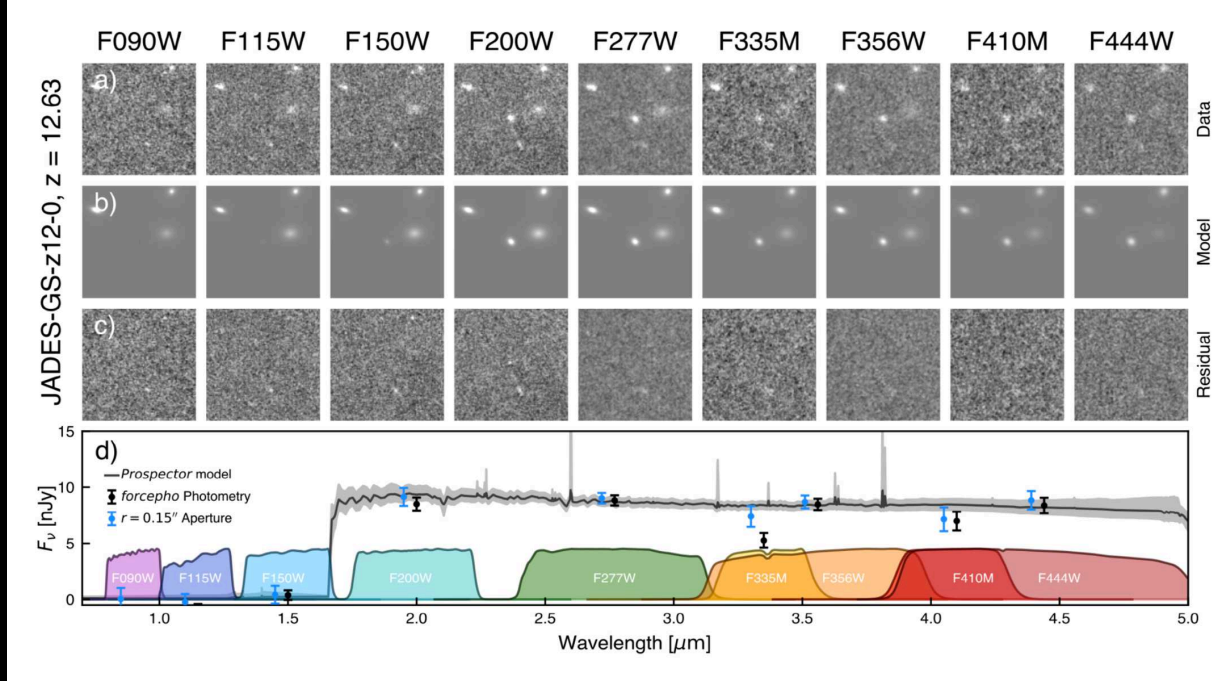 F090W F115W F150W F200W F277W F335M F356W F410M F444W
JADES-GS-z12-0, z = 12.63
a)
Data
b)
Model
c)
Residual
d)
Prospector model
forcepho Photometry
r = 0.15″ Aperture
F090W F115W F150W F200W F277W F335M F356W F410M F444W
15
10
5
0
Fν [nJy]
1.0 1.5 2.0 2.5 3.0 3.5 4.0 4.5 5.0
Wavelength [μm]